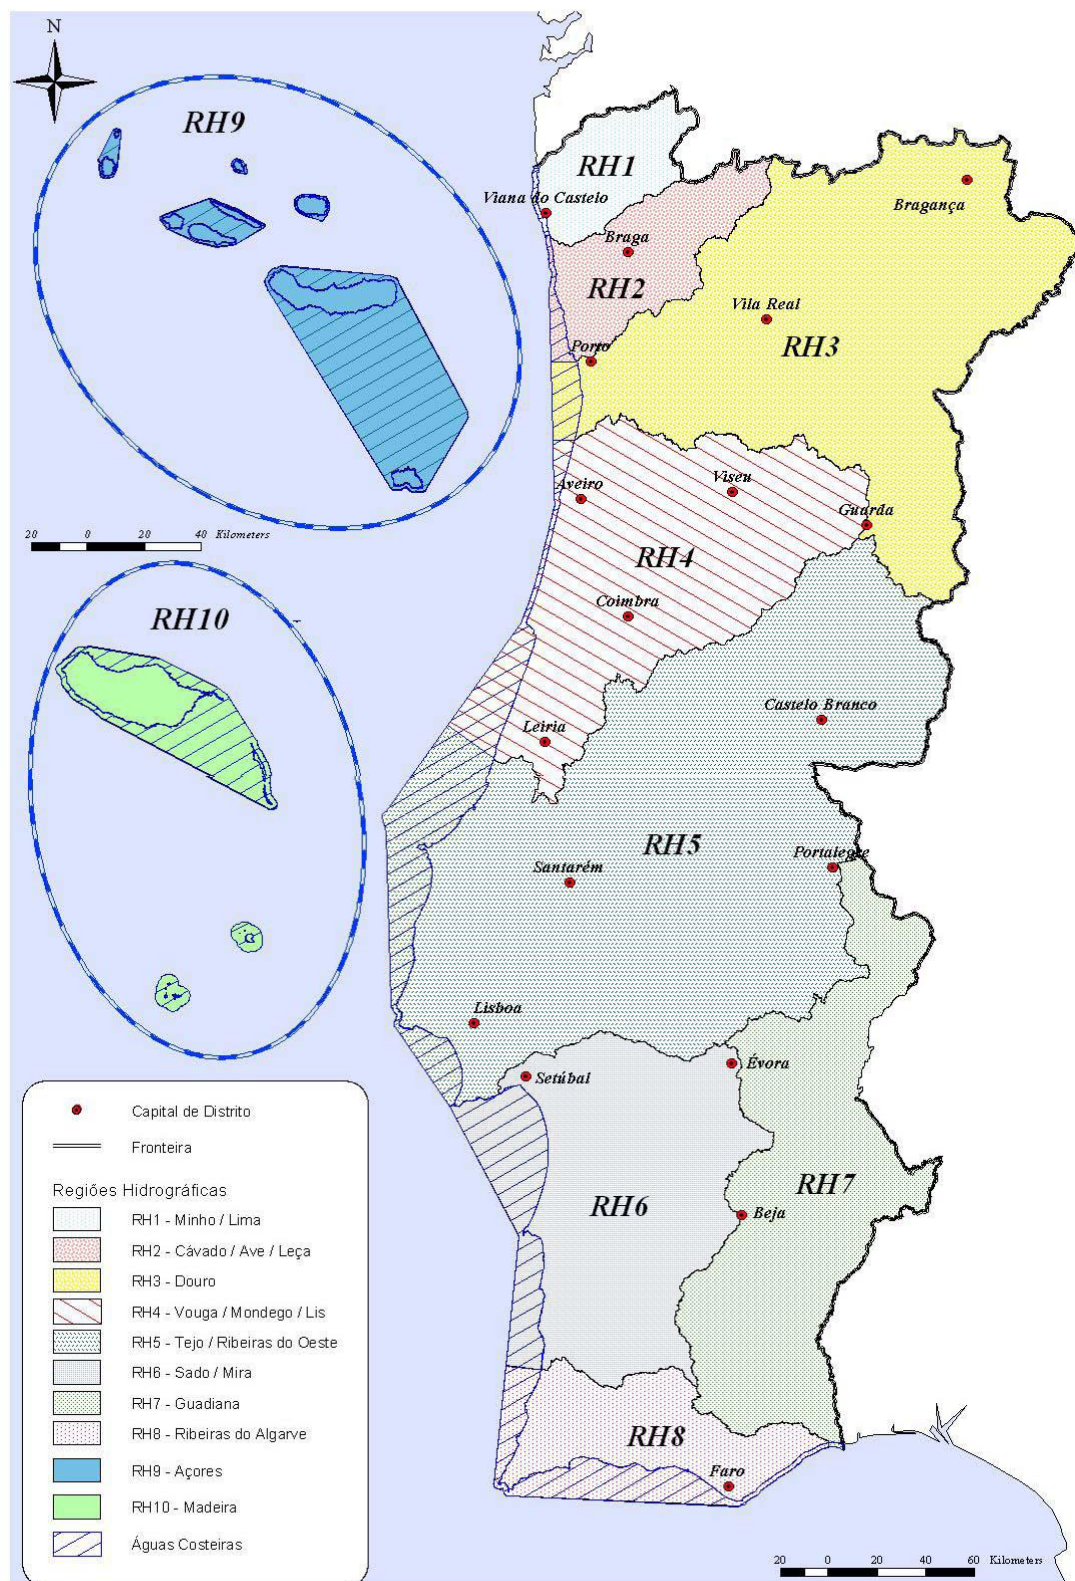 N
RH9
RH1
Viana do Castelo
Bragança
Braga
RH2
Vila Real
RH3
Porto
Aveiro
Viseu
Guarda
20 0 20 40 Kilometers
RH4
Coimbra
RH10
Castelo Branco
Leiria
RH5
Santarém
Portalegre
Lisboa
Évora
Setúbal
RH7
RH6
Beja
RH8
Faro
Capital de Distrito
Fronteira
Regiões Hidrográficas
RH1 - Minho / Lima
RH2 - Cávado / Ave / Leça
RH3 - Douro
RH4 - Vouga / Mondego / Lis
RH5 - Tejo / Ribeiras do Oeste
RH6 - Sado / Mira
RH7 - Guadiana
RH8 - Ribeiras do Algarve
RH9 - Açores
RH10 - Madeira
Águas Costeiras
20 0 20 40 60 Kilometers